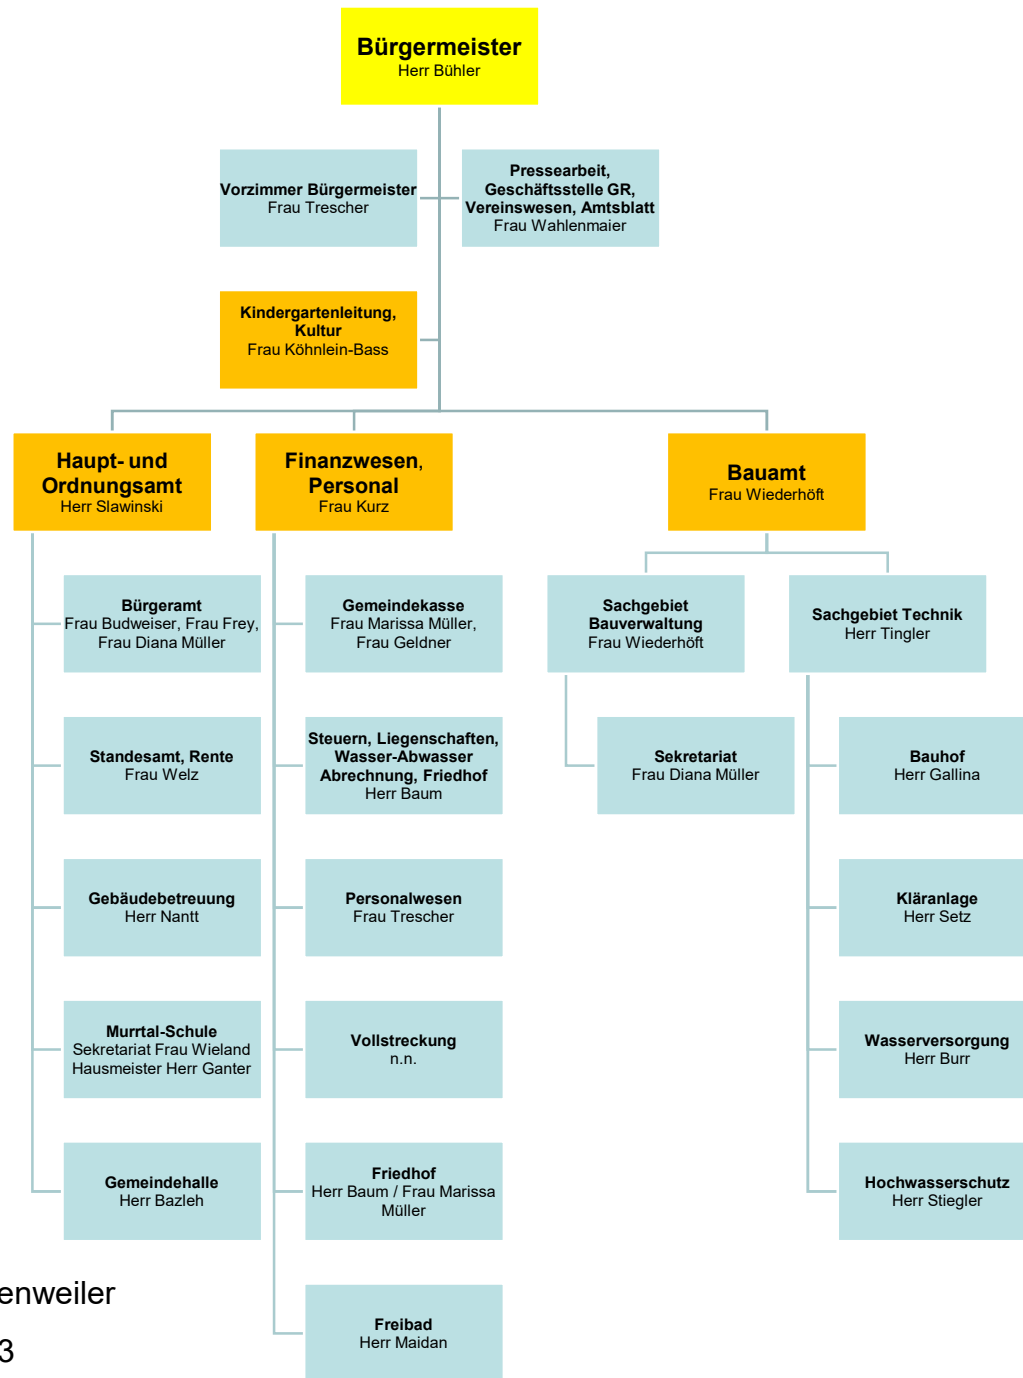 Bürgermeister
Herr Bühler
Vorzimmer Bürgermeister
Frau Trescher
Pressearbeit,
Geschäftsstelle GR,
Vereinswesen, Amtsblatt
Frau Wahlenmaier
Kindergartenleitung,
Kultur
Frau Köhnlein-Bass
Haupt- und
Ordnungsamt
Herr Slawinski
Finanzwesen,
Personal
Frau Kurz
Bauamt
Frau Wiederhöft
Bürgeramt
Frau Budweiser, Frau Frey,
Frau Diana Müller
Gemeindekasse
Frau Marissa Müller,
Frau Geldner
Sachgebiet
Bauverwaltung
Frau Wiederhöft
Sachgebiet Technik
Herr Tingler
Standesamt, Rente
Frau Welz
Steuern, Liegenschaften,
Wasser-Abwasser
Abrechnung, Friedhof
Herr Baum
Sekretariat
Frau Diana Müller
Bauhof
Herr Gallina
Gebäudebetreuung
Herr Nantt
Personalwesen
Frau Trescher
Kläranlage
Herr Setz
Murrtal-Schule
Sekretariat Frau Wieland
Hausmeister Herr Ganter
Vollstreckung
n.n.
Wasserversorgung
Herr Burr
Gemeindehalle
Herr Bazleh
Friedhof
Herr Baum / Frau Marissa
Müller
Hochwasserschutz
Herr Stiegler
enweiler
Freibad
Herr Maidan
3